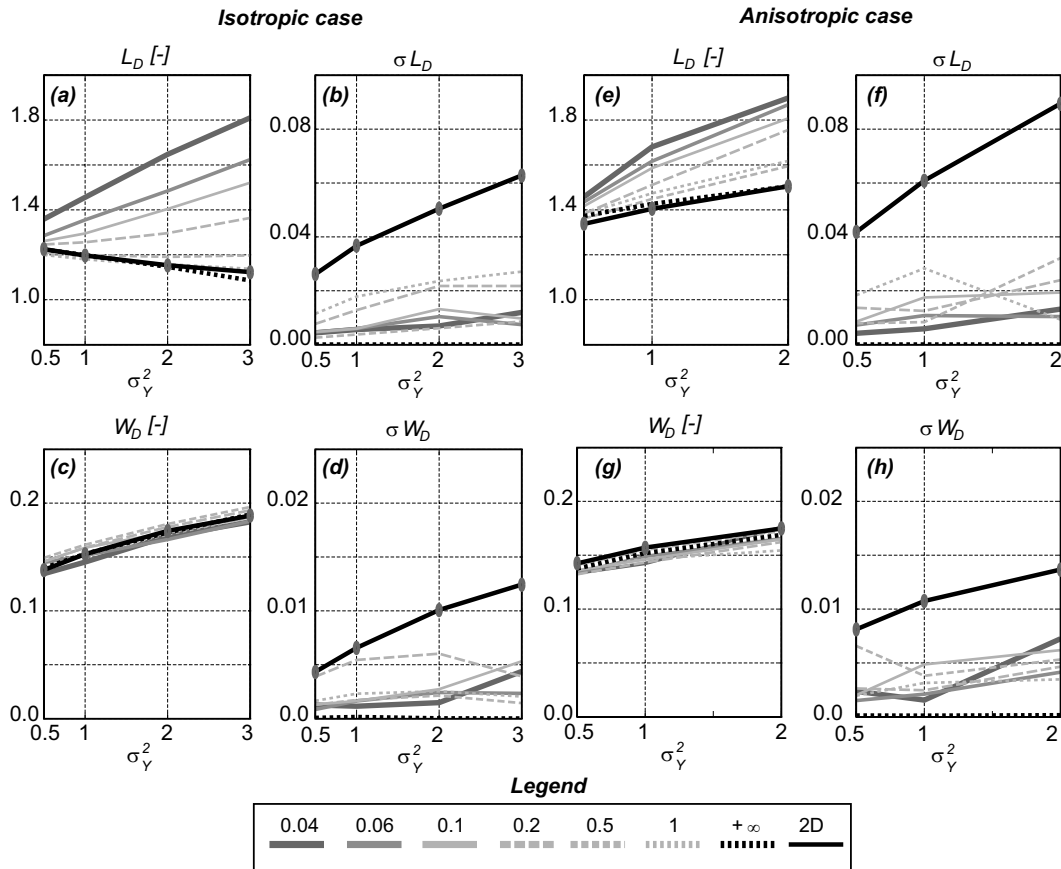 Isotropic case
Anisotropic case
L_D [-]
σ L_D
L_D [-]
σ L_D
(a)
(b)
(e)
(f)
1.8
1.4
1.0
0.08
0.04
0.00
1.8
1.4
1.0
0.08
0.04
0.00
0.5 1 2 3
0.5 1 2 3
1 2
0.5 1 2
σ_Y^2
σ_Y^2
σ_Y^2
σ_Y^2
W_D [-]
σ W_D
W_D [-]
σ W_D
(c)
(d)
(g)
(h)
0.2
0.1
0.0
0.02
0.01
0.0
0.2
0.1
0.0
0.02
0.01
0.0
0.5 1 2 3
0.5 1 2 3
0.5 1 2
0.5 1 2
σ_Y^2
σ_Y^2
σ_Y^2
σ_Y^2
Legend
0.04 0.06 0.1 0.2 0.5 1 +∞ 2D